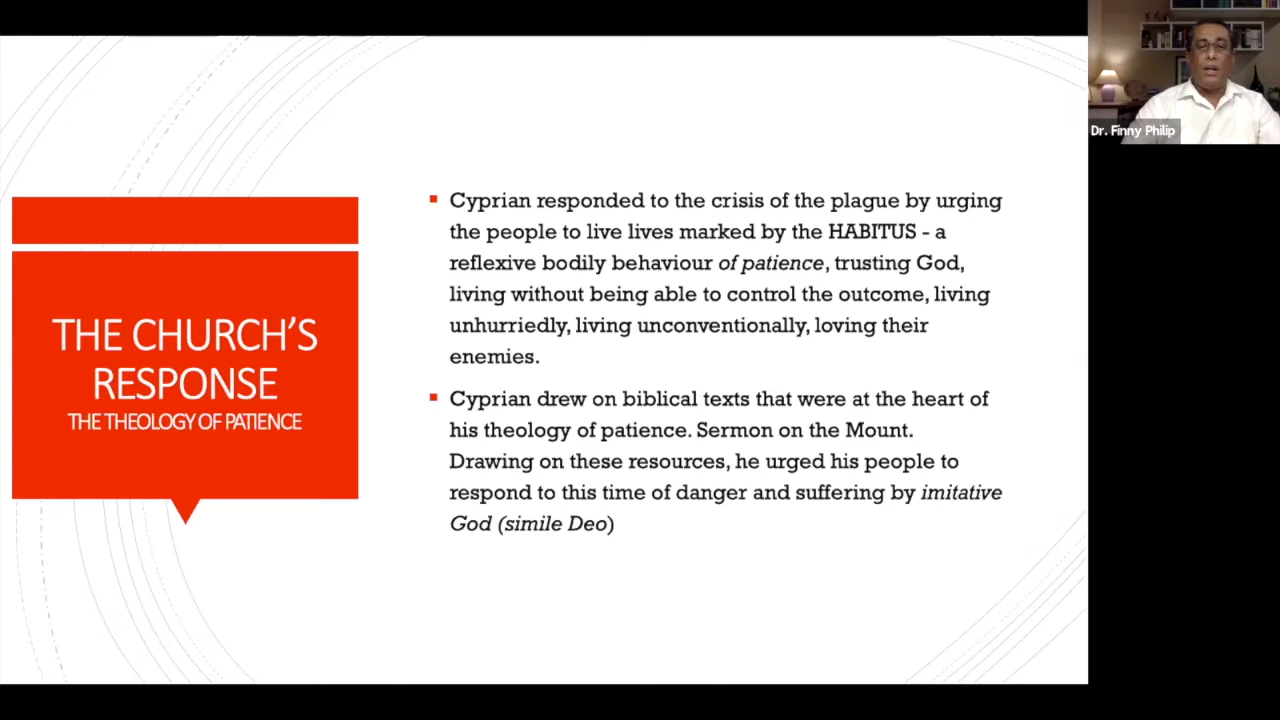 THE CHURCH'S
RESPONSE
THE THEOLOGY OF PATIENCE
Cyprian responded to the crisis of the plague by urging
the people to live lives marked by the HABITUS - a
reflexive bodily behaviour of patience, trusting God,
living without being able to control the outcome, living
unhurriedly, living unconventionally, loving their
enemies.
Cyprian drew on biblical texts that were at the heart of
his theology of patience. Sermon on the Mount.
Drawing on these resources, he urged his people to
respond to this time of danger and suffering by imitative
God (simile Deo)
Dr. Finny Philip